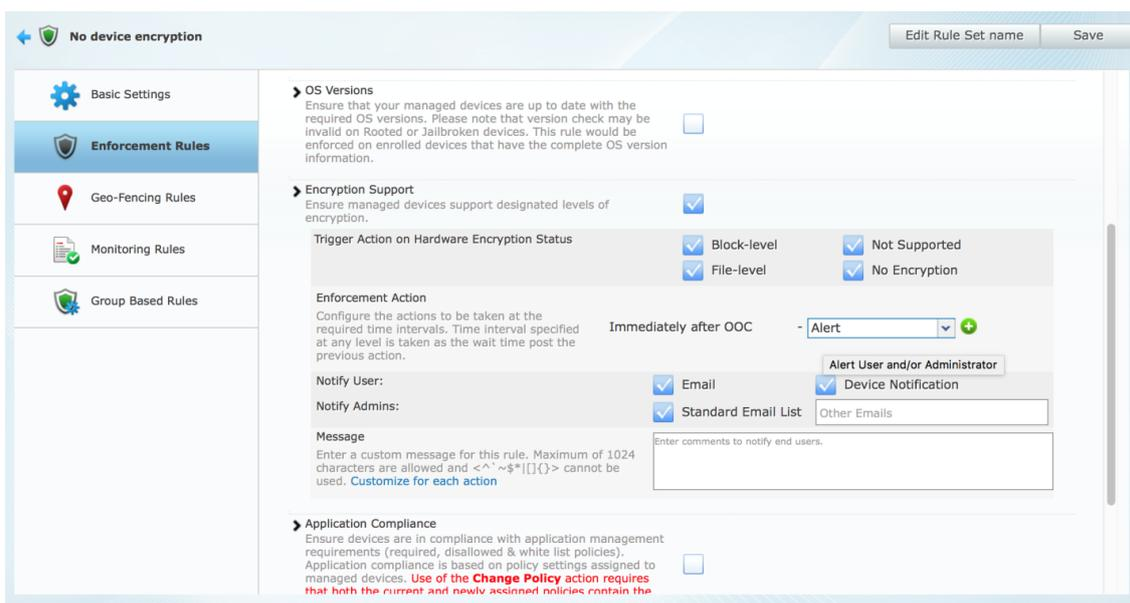 No device encryption
Edit Rule Set name
Save
Basic Settings
Enforcement Rules
Geo-Fencing Rules
Monitoring Rules
Group Based Rules
OS Versions
Ensure that your managed devices are up to date with the
required OS versions. Please note that version check may be
invalid on Rooted or Jailbroken devices. This rule would be
enforced on enrolled devices that have the complete OS version
information.
Encryption Support
Ensure managed devices support designated levels of
encryption.
Trigger Action on Hardware Encryption Status
Block-level
Not Supported
File-level
No Encryption
Enforcement Action
Configure the actions to be taken at the
required time intervals. Time interval specified
at any level is taken as the wait time post the
previous action.
Immediately after OOC - Alert
Alert User and/or Administrator
Notify User:
Email
Device Notification
Notify Admins:
Standard Email List
Other Emails
Message
Enter a custom message for this rule. Maximum of 1024
characters are allowed and <^`~$*|[]{}> cannot be
used. Customize for each action
Enter comments to notify end users.
Application Compliance
Ensure devices are in compliance with application management
requirements (required, disallowed & white list policies).
Application compliance is based on policy settings assigned to
managed devices. Use of the Change Policy action requires
that both the current and newly assigned policies contain the